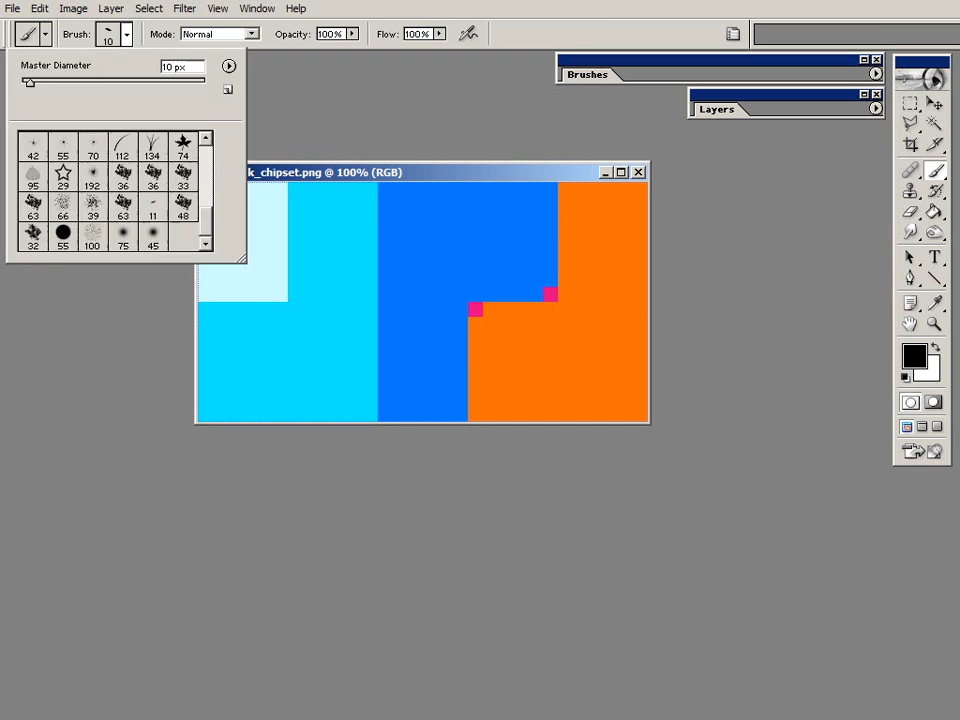 File Edit Image Layer Select Filter View Window Help
Brush: 10 Mode: Normal Opacity: 100% Flow: 100%
Master Diameter 10 px
Brushes
Layers
42 55 70 112 134 74
95 29 192 36 36 33
63 66 39 63 11 48
32 55 100 75 45
k_chipset.png @ 100% (RGB)
T